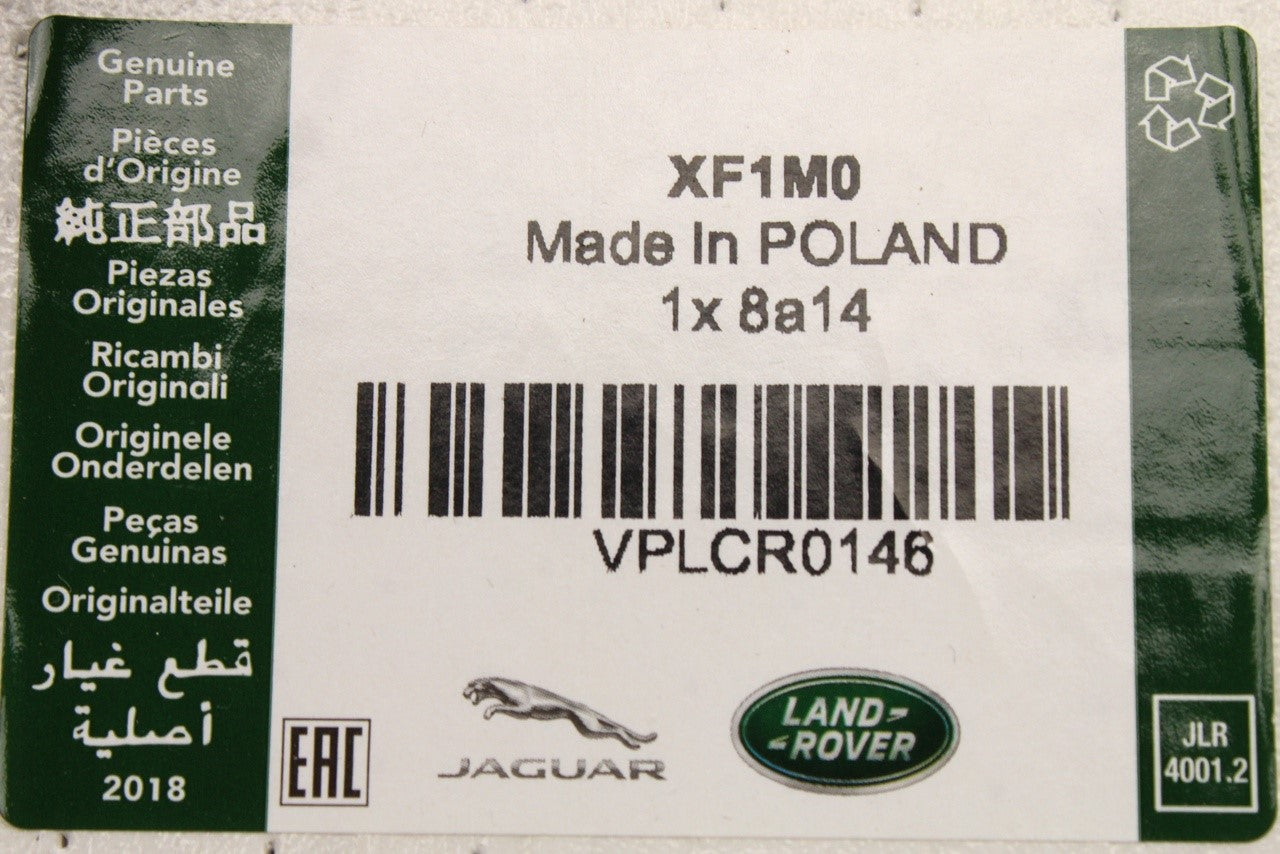 Genuine
Parts
Pièces
d'Origine
純正部品
Piezas
Originales
Ricambi
Originali
Originele
Onderdelen
Peças
Genuínas
Originalteile
قطع غيار
أصلية
2018
XF1M0
Made In POLAND
1x 8a14
VPLCR0146
EAC
JAGUAR
LAND-
-ROVER
JLR
4001.2